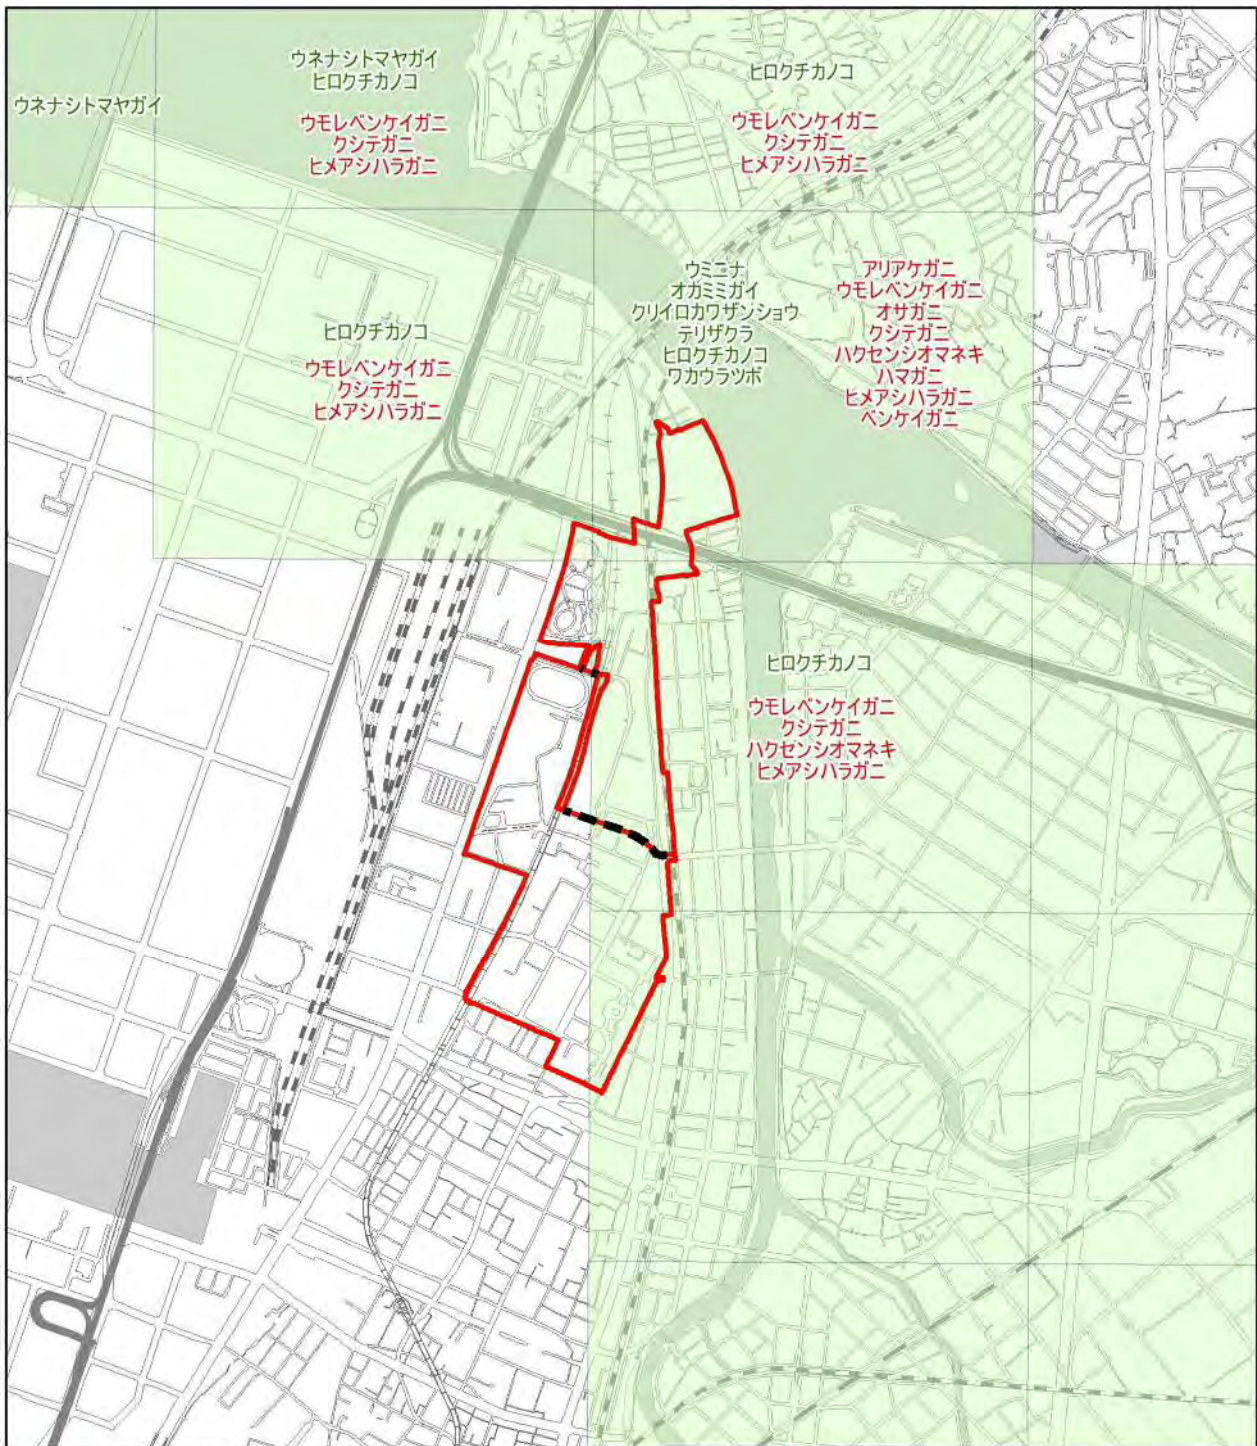 ウネナシトマヤガイ
ウネナシトマヤガイ
ヒロクチカノコ
ウモレベンケイガニ
クシテガニ
ヒメアシハラガニ
ヒロクチカノコ
ウモレベンケイガニ
クシテガニ
ヒメアシハラガニ
ヒロクチカノコ
ウモレベンケイガニ
クシテガニ
ヒメアシハラガニ
ウミニナ
オカミミガイ
クリイロカワザンショウ
テリザクラ
ヒロクチカノコ
ワカウラツボ
アリアケガニ
ウモレベンケイガニ
オサガニ
クシテガニ
ハクセンシオマネキ
ハマガニ
ヒメアシハラガニ
ベンケイガニ
ヒロクチカノコ
ウモレベンケイガニ
クシテガニ
ハクセンシオマネキ
ヒメアシハラガニ